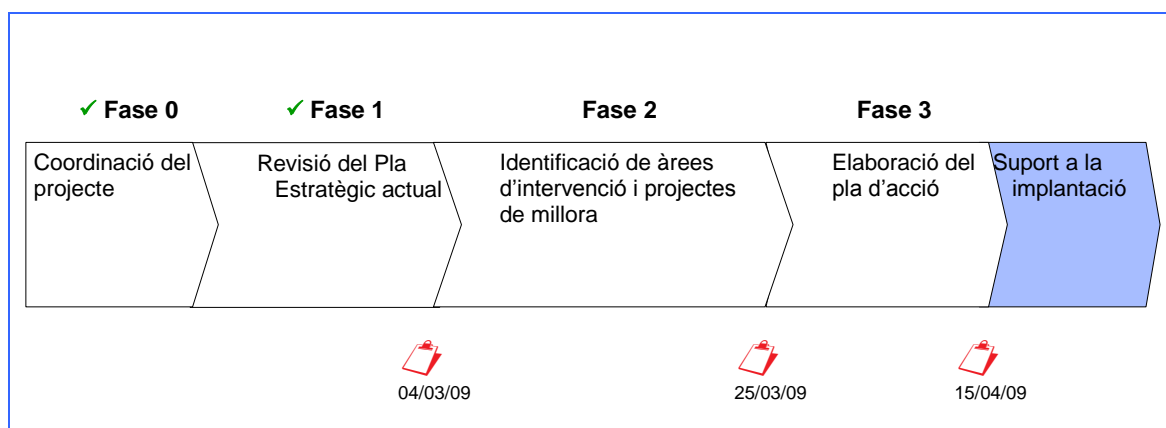 ✓ Fase 0
✓ Fase 1
Fase 2
Fase 3
Coordinació del
projecte
Revisió del Pla
Estratègic actual
Identificació de àrees
d'intervenció i projectes
de millora
Elaboració del
pla d'acció
Suport a la
implantació
04/03/09
25/03/09
15/04/09